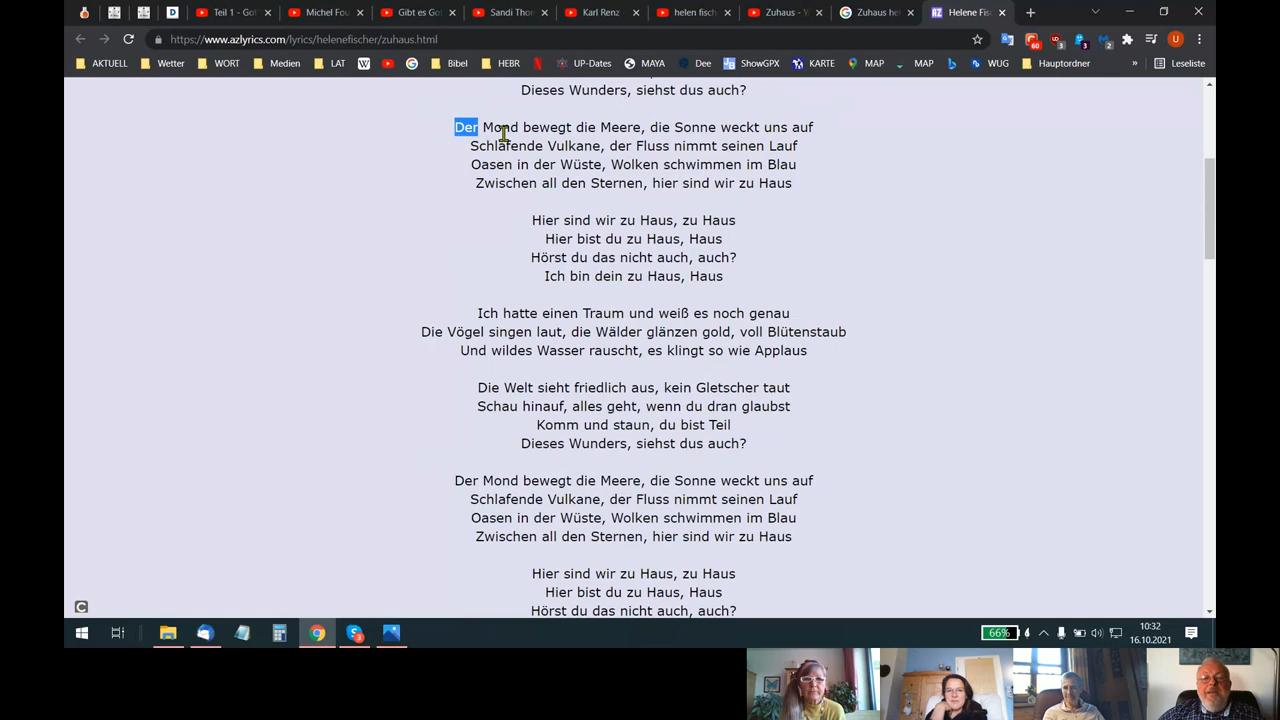 Teil 1 - Got
Michel Fou
Gibt es Got
Sandi Thor
Karl Renz
helen fisch
Zuhaus - Y
Zuhaus he
Helene Fis
https://www.azlyrics.com/lyrics/helenefischer/zuhaus.html
AKTUELL
Wetter
WORT
Medien
LAT
Bibel
HEBR
UP-Dates
MAYA
Dee
ShowGPX
KARTE
MAP
MAP
WUG
Hauptordner
»
Leseliste
Dieses Wunders, siehst dus auch?
Der Mond bewegt die Meere, die Sonne weckt uns auf
Schlafende Vulkane, der Fluss nimmt seinen Lauf
Oasen in der Wüste, Wolken schwimmen im Blau
Zwischen all den Sternen, hier sind wir zu Haus
Hier sind wir zu Haus, zu Haus
Hier bist du zu Haus, Haus
Hörst du das nicht auch, auch?
Ich bin dein zu Haus, Haus
Ich hatte einen Traum und weiß es noch genau
Die Vögel singen laut, die Wälder glänzen gold, voll Blütenstaub
Und wildes Wasser rauscht, es klingt so wie Applaus
Die Welt sieht friedlich aus, kein Gletscher taut
Schau hinauf, alles geht, wenn du dran glaubst
Komm und staun, du bist Teil
Dieses Wunders, siehst dus auch?
Der Mond bewegt die Meere, die Sonne weckt uns auf
Schlafende Vulkane, der Fluss nimmt seinen Lauf
Oasen in der Wüste, Wolken schwimmen im Blau
Zwischen all den Sternen, hier sind wir zu Haus
Hier sind wir zu Haus, zu Haus
Hier bist du zu Haus, Haus
Hörst du das nicht auch, auch?
66%
10:32
16.10.2021